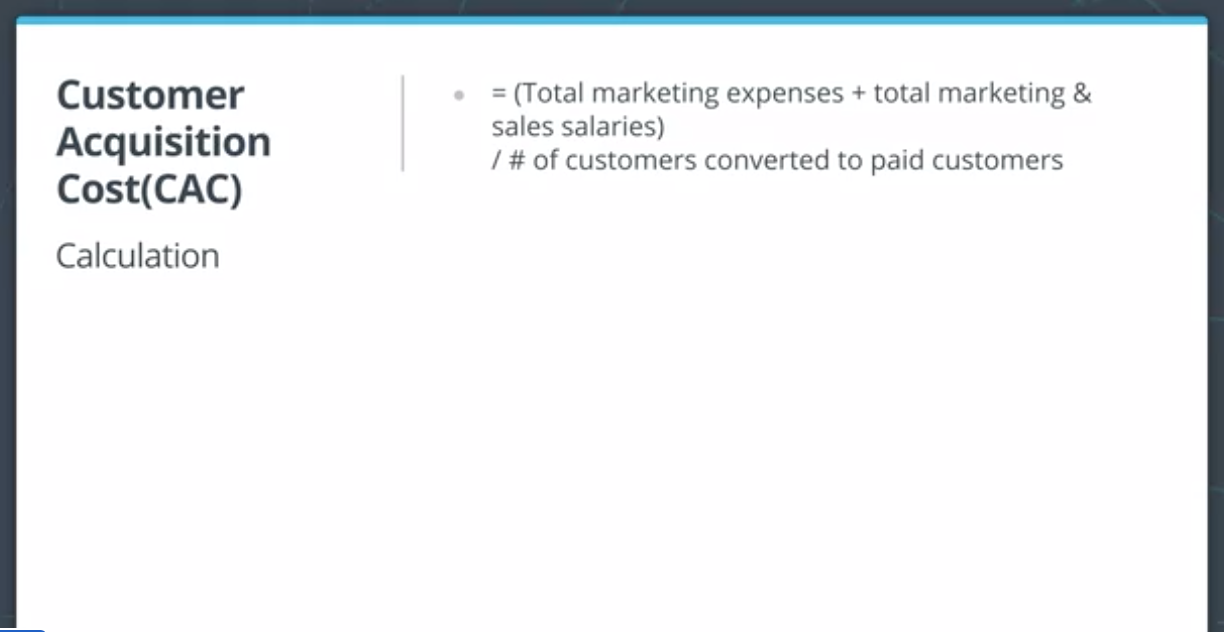 Customer
Acquisition
Cost(CAC)
Calculation
= (Total marketing expenses + total marketing &
sales salaries)
/ # of customers converted to paid customers